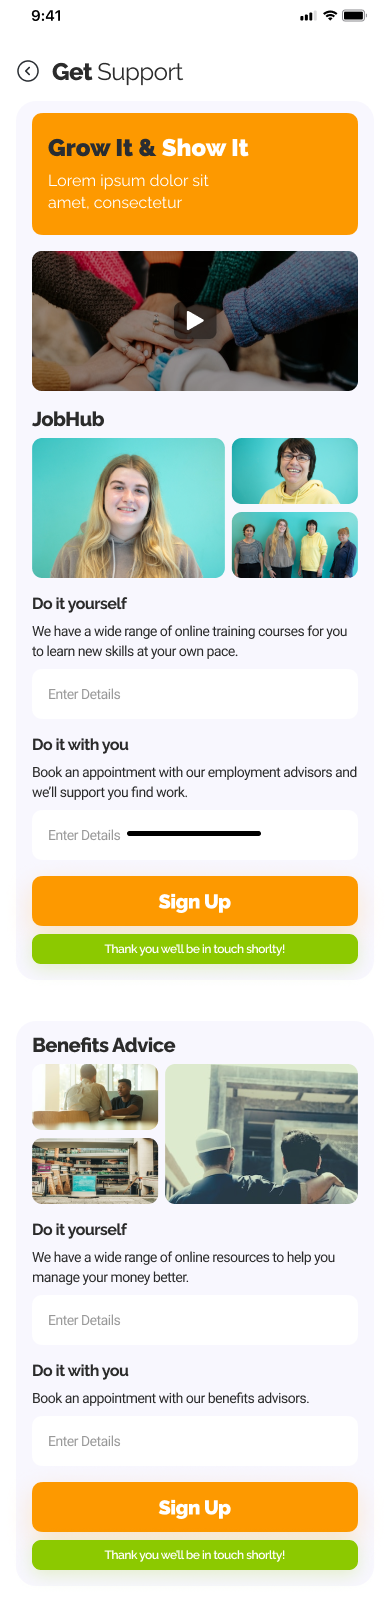 9:41
Get Support
Grow It & Show It
Lorem ipsum dolor sit
amet, consectetur
JobHub
Do it yourself
We have a wide range of online training courses for you
to learn new skills at your own pace.
Enter Details
Do it with you
Book an appointment with our employment advisors and
we'll support you find work.
Enter Details
Sign Up
Thank you we'll be in touch shorlty!
Benefits Advice
Do it yourself
We have a wide range of online resources to help you
manage your money better.
Enter Details
Do it with you
Book an appointment with our benefits advisors.
Enter Details
Sign Up
Thank you we'll be in touch shorlty!